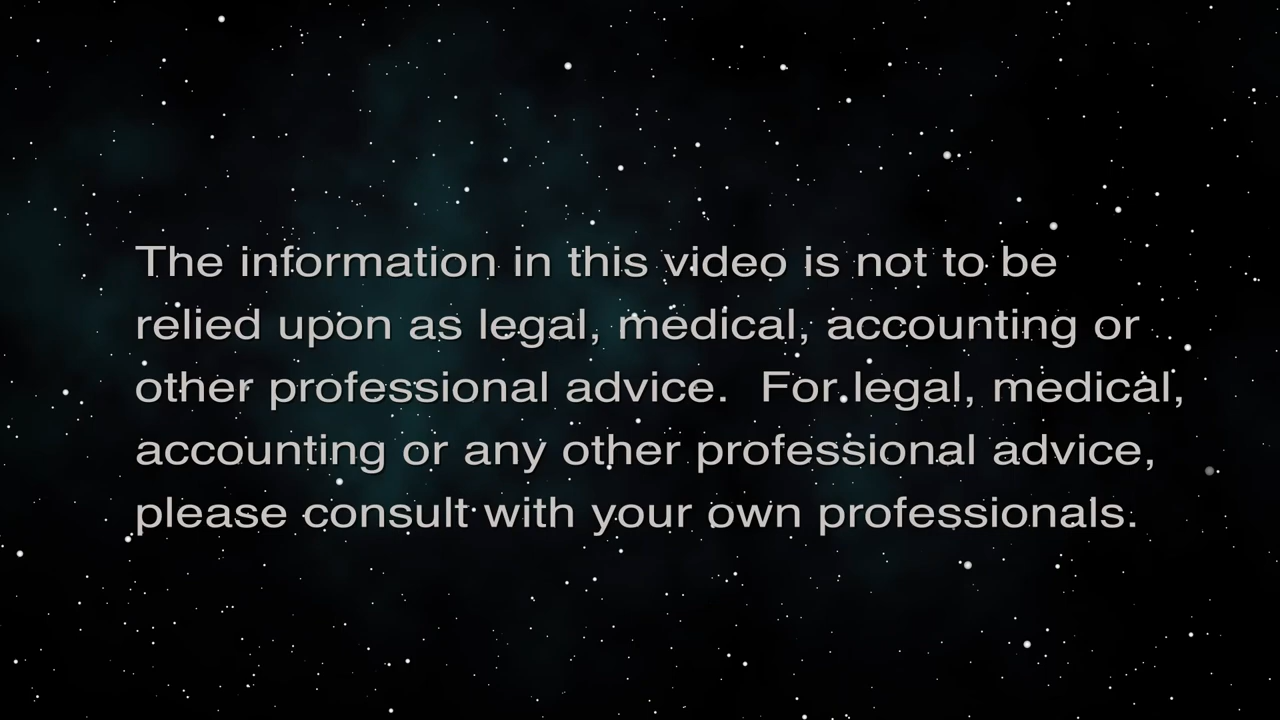 The information in this video is not to be
relied upon as legal, medical, accounting or
other professional advice.  For legal, medical,
accounting or any other professional advice,
please consult with your own professionals.